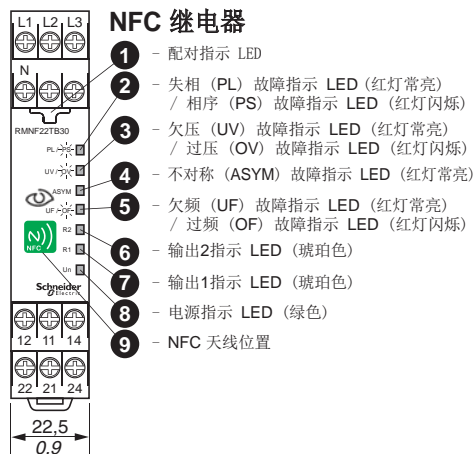 NFC 继电器
L1 L2 L3
N
RMNF22TB30
PL / PS
UV / OV
ASYM
UF / OF
R2
R1
Un
NFC
Schneider
Electric
12 11 14
22 21 24
22,5
0.9
1 - 配对指示 LED
2 - 失相（PL）故障指示 LED（红灯常亮）
/ 相序（PS）故障指示 LED（红灯闪烁）
3 - 欠压（UV）故障指示 LED（红灯常亮）
/ 过压（OV）故障指示 LED（红灯闪烁）
4 - 不对称（ASYM）故障指示 LED（红灯常亮）
5 - 欠频（UF）故障指示 LED（红灯常亮）
/ 过频（OF）故障指示 LED（红灯闪烁）
6 - 输出2指示 LED（琥珀色）
7 - 输出1指示 LED（琥珀色）
8 - 电源指示 LED（绿色）
9 - NFC 天线位置